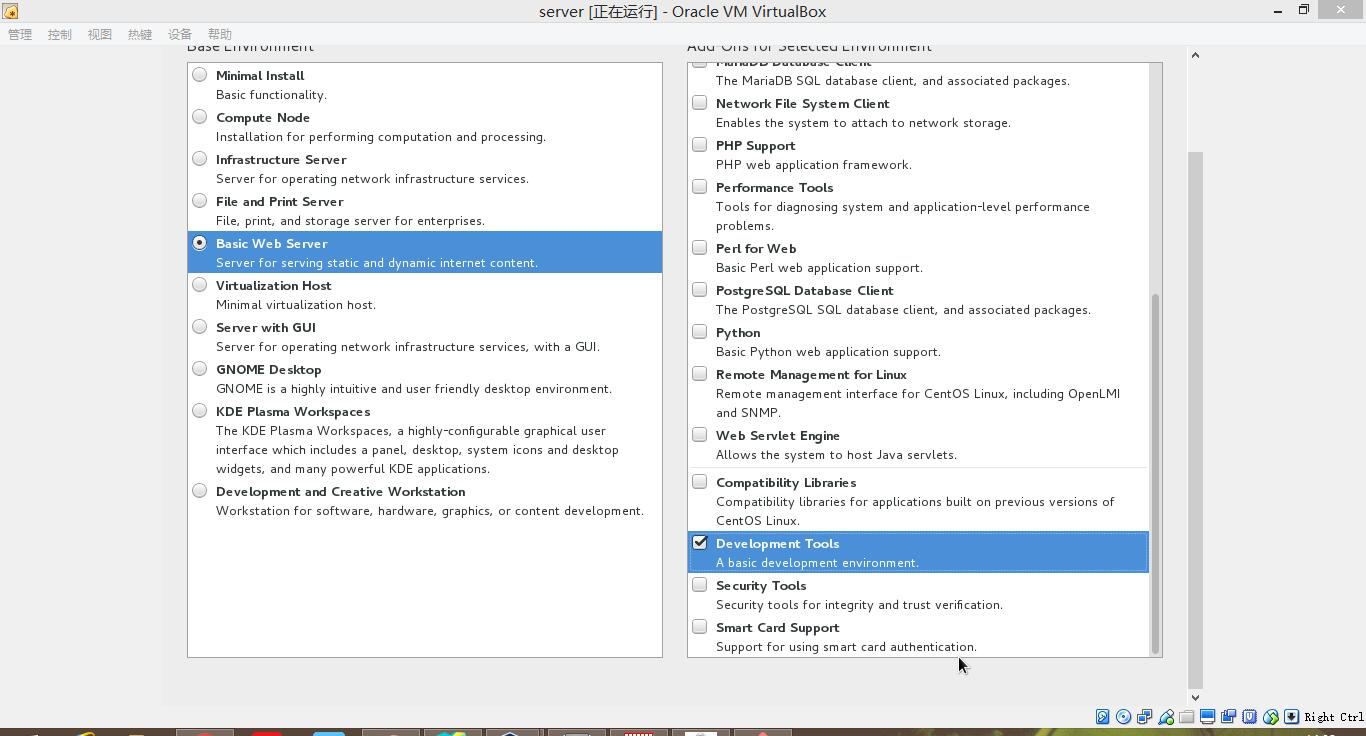 server [正在运行] - Oracle VM VirtualBox
管理 控制 视图 热键 设备 帮助
Base Environment
Minimal Install
Basic functionality.
Compute Node
Installation for performing computation and processing.
Infrastructure Server
Server for operating network infrastructure services.
File and Print Server
File, print, and storage server for enterprises.
Basic Web Server
Server for serving static and dynamic internet content.
Virtualization Host
Minimal virtualization host.
Server with GUI
Server for operating network infrastructure services, with a GUI.
GNOME Desktop
GNOME is a highly intuitive and user friendly desktop environment.
KDE Plasma Workspaces
The KDE Plasma Workspaces, a highly-configurable graphical user
interface which includes a panel, desktop, system icons and desktop
widgets, and many powerful KDE applications.
Development and Creative Workstation
Workstation for software, hardware, graphics, or content development.
Add-Ons for Selected Environment
MariaDB Database Client
The MariaDB SQL database client, and associated packages.
Network File System Client
Enables the system to attach to network storage.
PHP Support
PHP web application framework.
Performance Tools
Tools for diagnosing system and application-level performance
problems.
Perl for Web
Basic Perl web application support.
PostgreSQL Database Client
The PostgreSQL SQL database client, and associated packages.
Python
Basic Python web application support.
Remote Management for Linux
Remote management interface for CentOS Linux, including OpenLMI
and SNMP.
Web Servlet Engine
Allows the system to host Java servlets.
Compatibility Libraries
Compatibility libraries for applications built on previous versions of
CentOS Linux.
Development Tools
A basic development environment.
Security Tools
Security tools for integrity and trust verification.
Smart Card Support
Support for using smart card authentication.
Right Ctrl